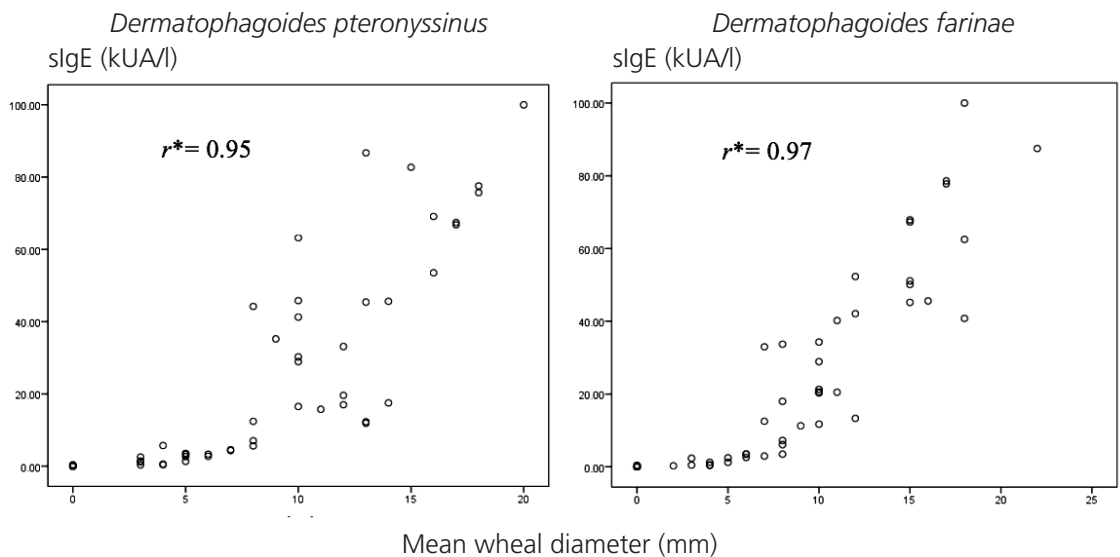 Dermatophagoides pteronyssinus
sIgE (kUA/l)
r*= 0.95
100.00
80.00
60.00
40.00
20.00
0.00
0 5 10 15 20
Dermatophagoides farinae
sIgE (kUA/l)
r*= 0.97
100.00
80.00
60.00
40.00
20.00
0.00
0 5 10 15 20 25
Mean wheal diameter (mm)